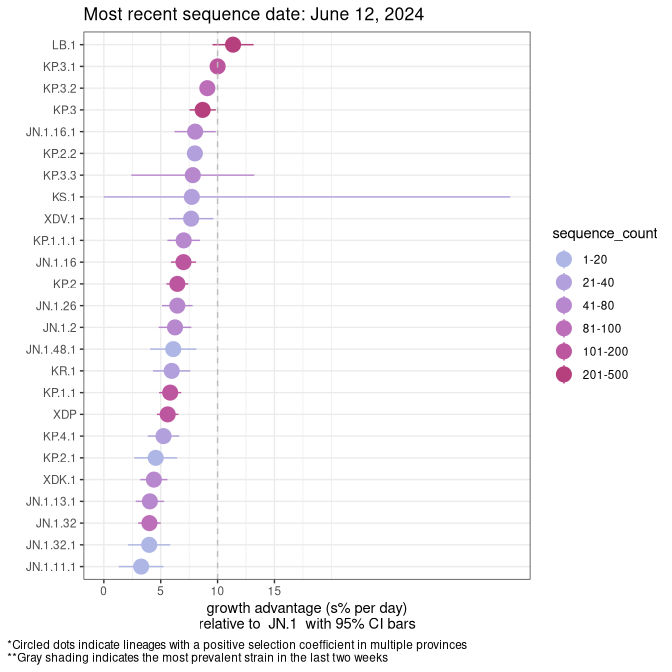 Most recent sequence date: June 12, 2024
LB.1
KP.3.1
KP.3.2
KP.3
JN.1.16.1
KP.2.2
KP.3.3
KS.1
XDV.1
KP.1.1.1
JN.1.16
KP.2
JN.1.26
JN.1.2
JN.1.48.1
KR.1
KP.1.1
XDP
KP.4.1
KP.2.1
XDK.1
JN.1.13.1
JN.1.32
JN.1.32.1
JN.1.11.1
0 5 10 15
growth advantage (s% per day)
relative to JN.1 with 95% CI bars
sequence_count
1-20
21-40
41-80
81-100
101-200
201-500
*Circled dots indicate lineages with a positive selection coefficient in multiple provinces
**Gray shading indicates the most prevalent strain in the last two weeks